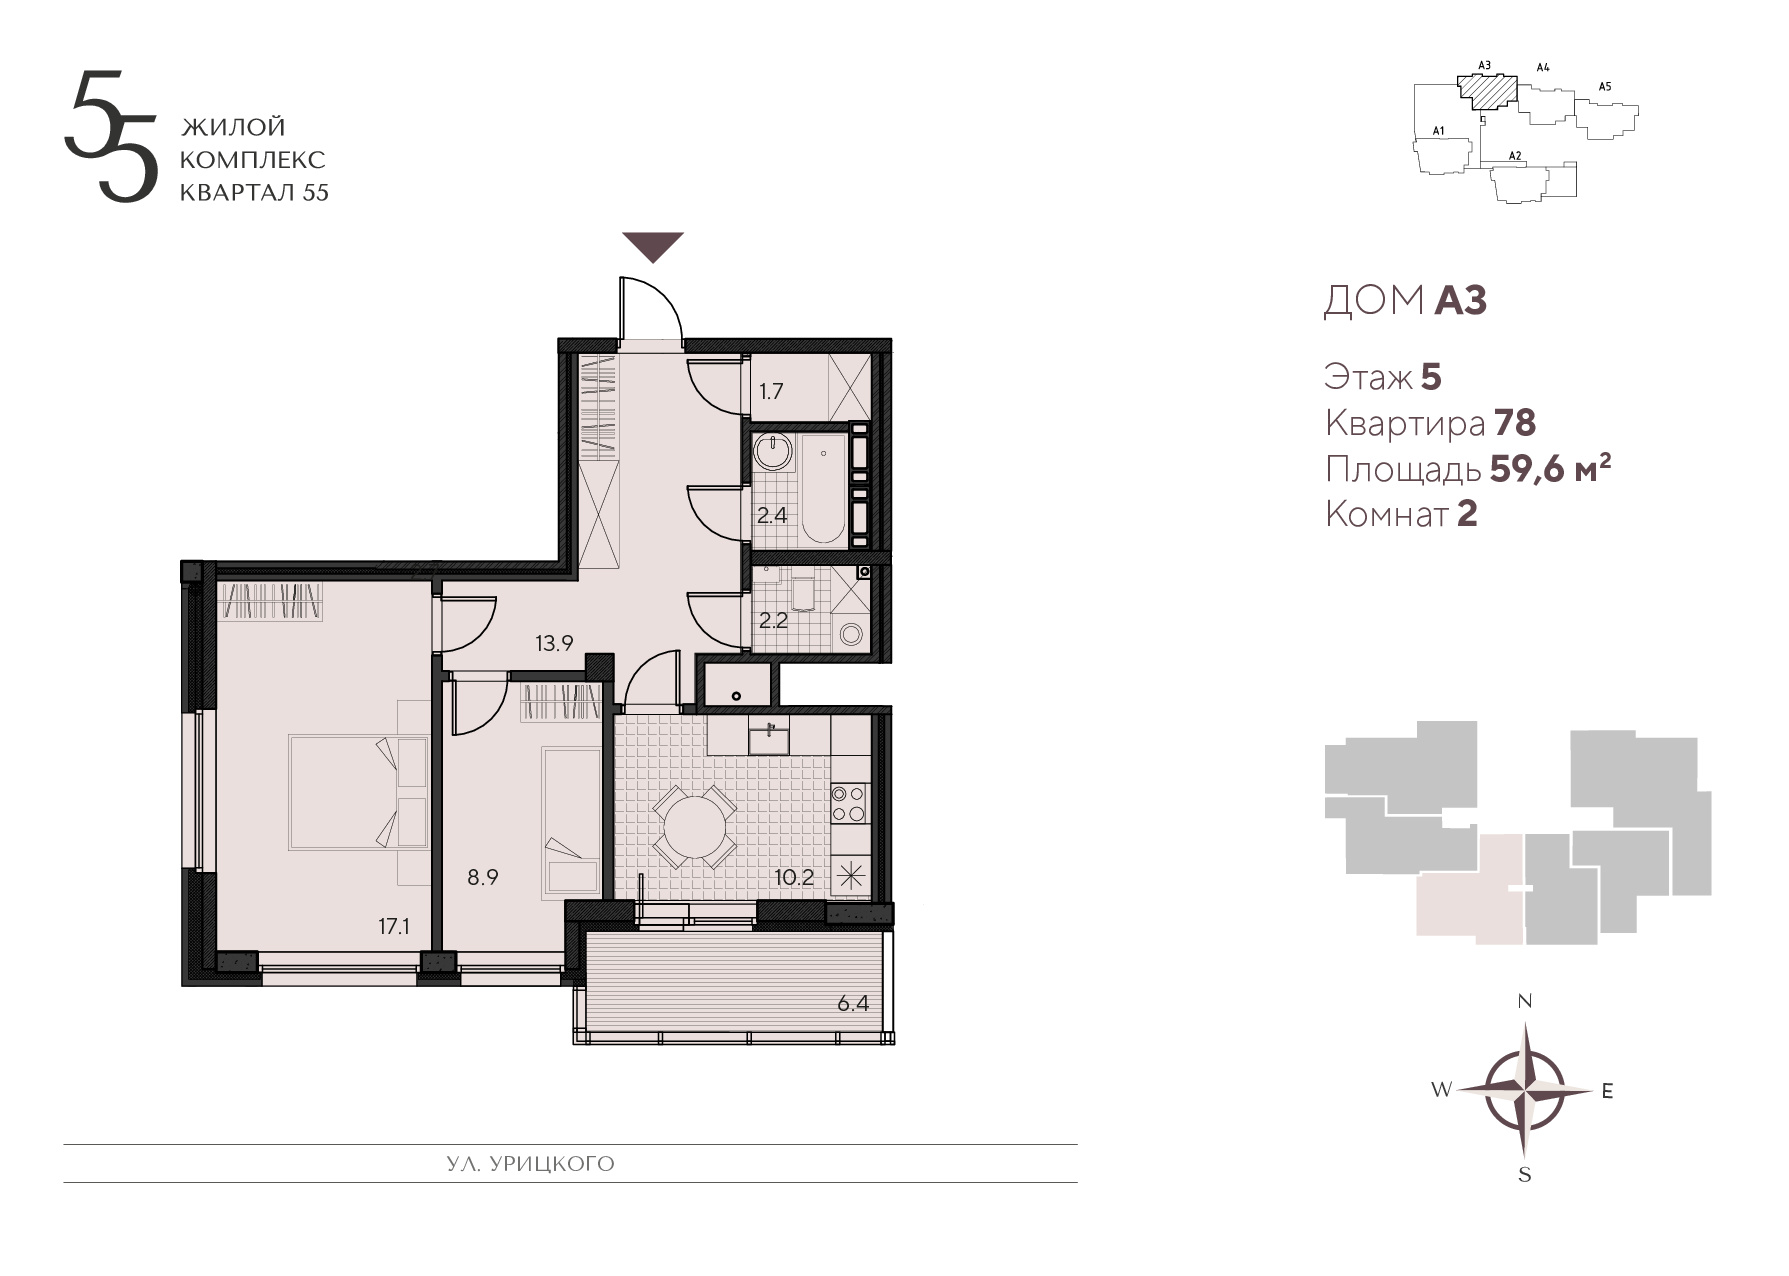 55
ЖИЛОЙ
КОМПЛЕКС
КВАРТАЛ 55
A3
A4
A5
A1
A2
ДОМ А3
Этаж 5
Квартира 78
Площадь 59,6 м²
Комнат 2
1.7
2.4
2.2
13.9
8.9
10.2
17.1
6.4
N
W
E
S
УЛ. УРИЦКОГО